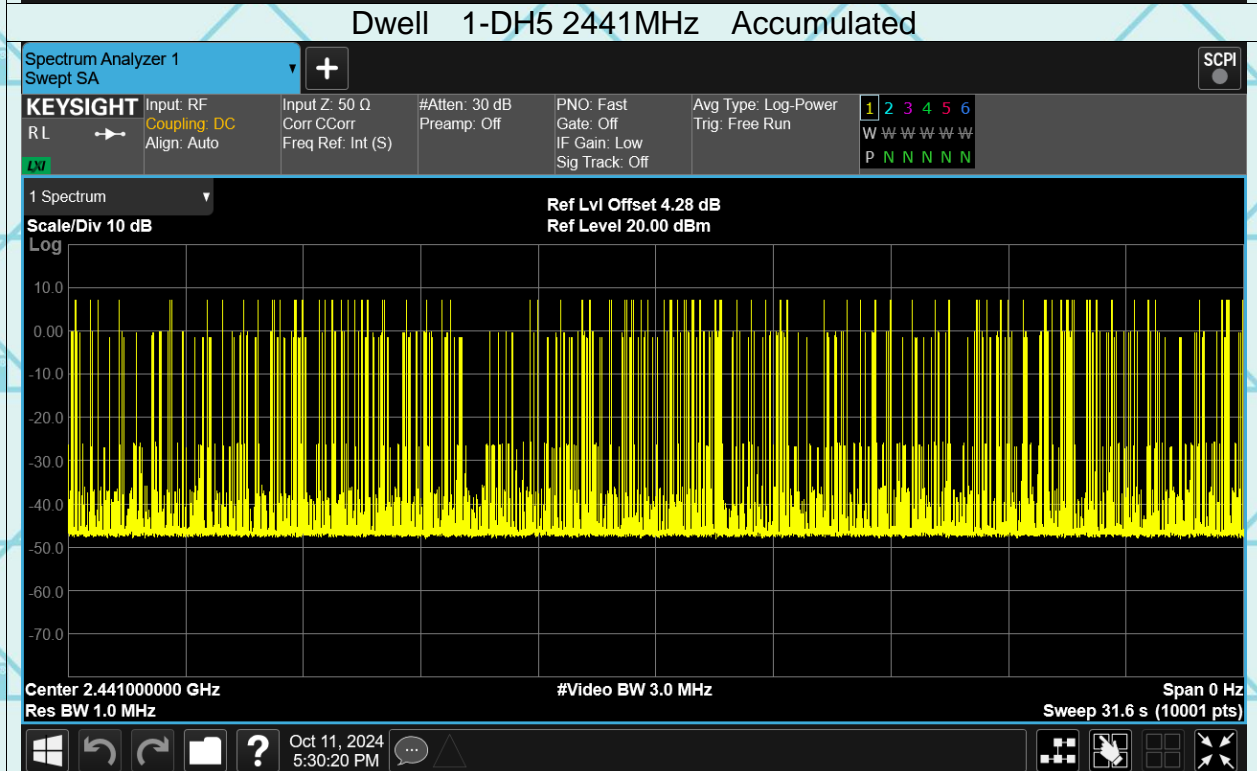 Dwell 1-DH5 2441MHz Accumulated
Spectrum Analyzer 1
Swept SA
+
SCPI
KEYSIGHT
R L
LXI
Input: RF
Coupling: DC
Align: Auto
Input Z: 50 Ω
Corr CCorr
Freq Ref: Int (S)
#Atten: 30 dB
Preamp: Off
PNO: Fast
Gate: Off
IF Gain: Low
Sig Track: Off
Avg Type: Log-Power
Trig: Free Run
1 2 3 4 5 6
W W W W W W
P N N N N N
1 Spectrum
Scale/Div 10 dB
Log
Ref Lvl Offset 4.28 dB
Ref Level 20.00 dBm
10.0
0.00
-10.0
-20.0
-30.0
-40.0
-50.0
-60.0
-70.0
Center 2.441000000 GHz
#Video BW 3.0 MHz
Span 0 Hz
Res BW 1.0 MHz
Sweep 31.6 s (10001 pts)
?
Oct 11, 2024
5:30:20 PM